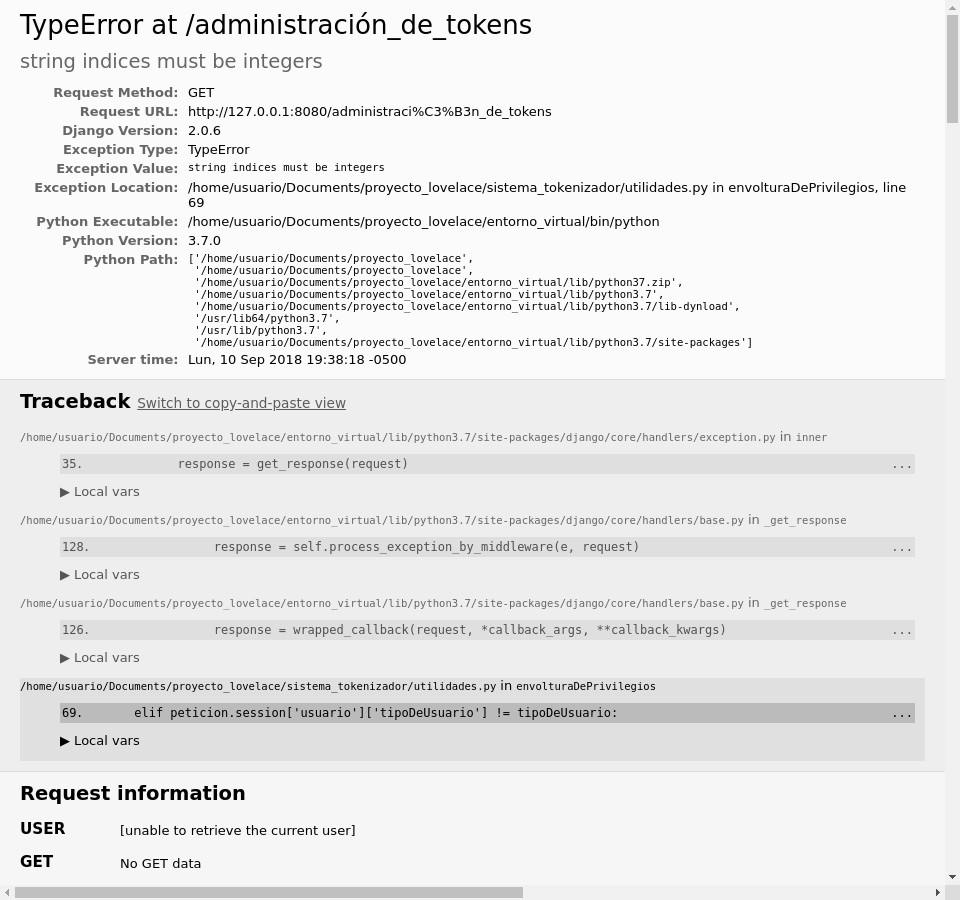 TypeError at /administración_de_tokens
string indices must be integers
Request Method: GET
Request URL: http://127.0.0.1:8080/administraci%C3%B3n_de_tokens
Django Version: 2.0.6
Exception Type: TypeError
Exception Value: string indices must be integers
Exception Location: /home/usuario/Documents/proyecto_lovelace/sistema_tokenizador/utilidades.py in envolturaDePrivilegios, line
69
Python Executable: /home/usuario/Documents/proyecto_lovelace/entorno_virtual/bin/python
Python Version: 3.7.0
Python Path: ['/home/usuario/Documents/proyecto_lovelace',
'/home/usuario/Documents/proyecto_lovelace',
'/home/usuario/Documents/proyecto_lovelace/entorno_virtual/lib/python37.zip',
'/home/usuario/Documents/proyecto_lovelace/entorno_virtual/lib/python3.7',
'/home/usuario/Documents/proyecto_lovelace/entorno_virtual/lib/python3.7/lib-dynload',
'/usr/lib64/python3.7',
'/usr/lib/python3.7',
'/home/usuario/Documents/proyecto_lovelace/entorno_virtual/lib/python3.7/site-packages']
Server time: Lun, 10 Sep 2018 19:38:18 -0500
Traceback Switch to copy-and-paste view
/home/usuario/Documents/proyecto_lovelace/entorno_virtual/lib/python3.7/site-packages/django/core/handlers/exception.py in inner
35. response = get_response(request) ...
▶ Local vars
/home/usuario/Documents/proyecto_lovelace/entorno_virtual/lib/python3.7/site-packages/django/core/handlers/base.py in _get_response
128. response = self.process_exception_by_middleware(e, request) ...
▶ Local vars
/home/usuario/Documents/proyecto_lovelace/entorno_virtual/lib/python3.7/site-packages/django/core/handlers/base.py in _get_response
126. response = wrapped_callback(request, *callback_args, **callback_kwargs) ...
▶ Local vars
/home/usuario/Documents/proyecto_lovelace/sistema_tokenizador/utilidades.py in envolturaDePrivilegios
69. elif peticion.session['usuario']['tipoDeUsuario'] != tipoDeUsuario: ...
▶ Local vars
Request information
USER [unable to retrieve the current user]
GET No GET data